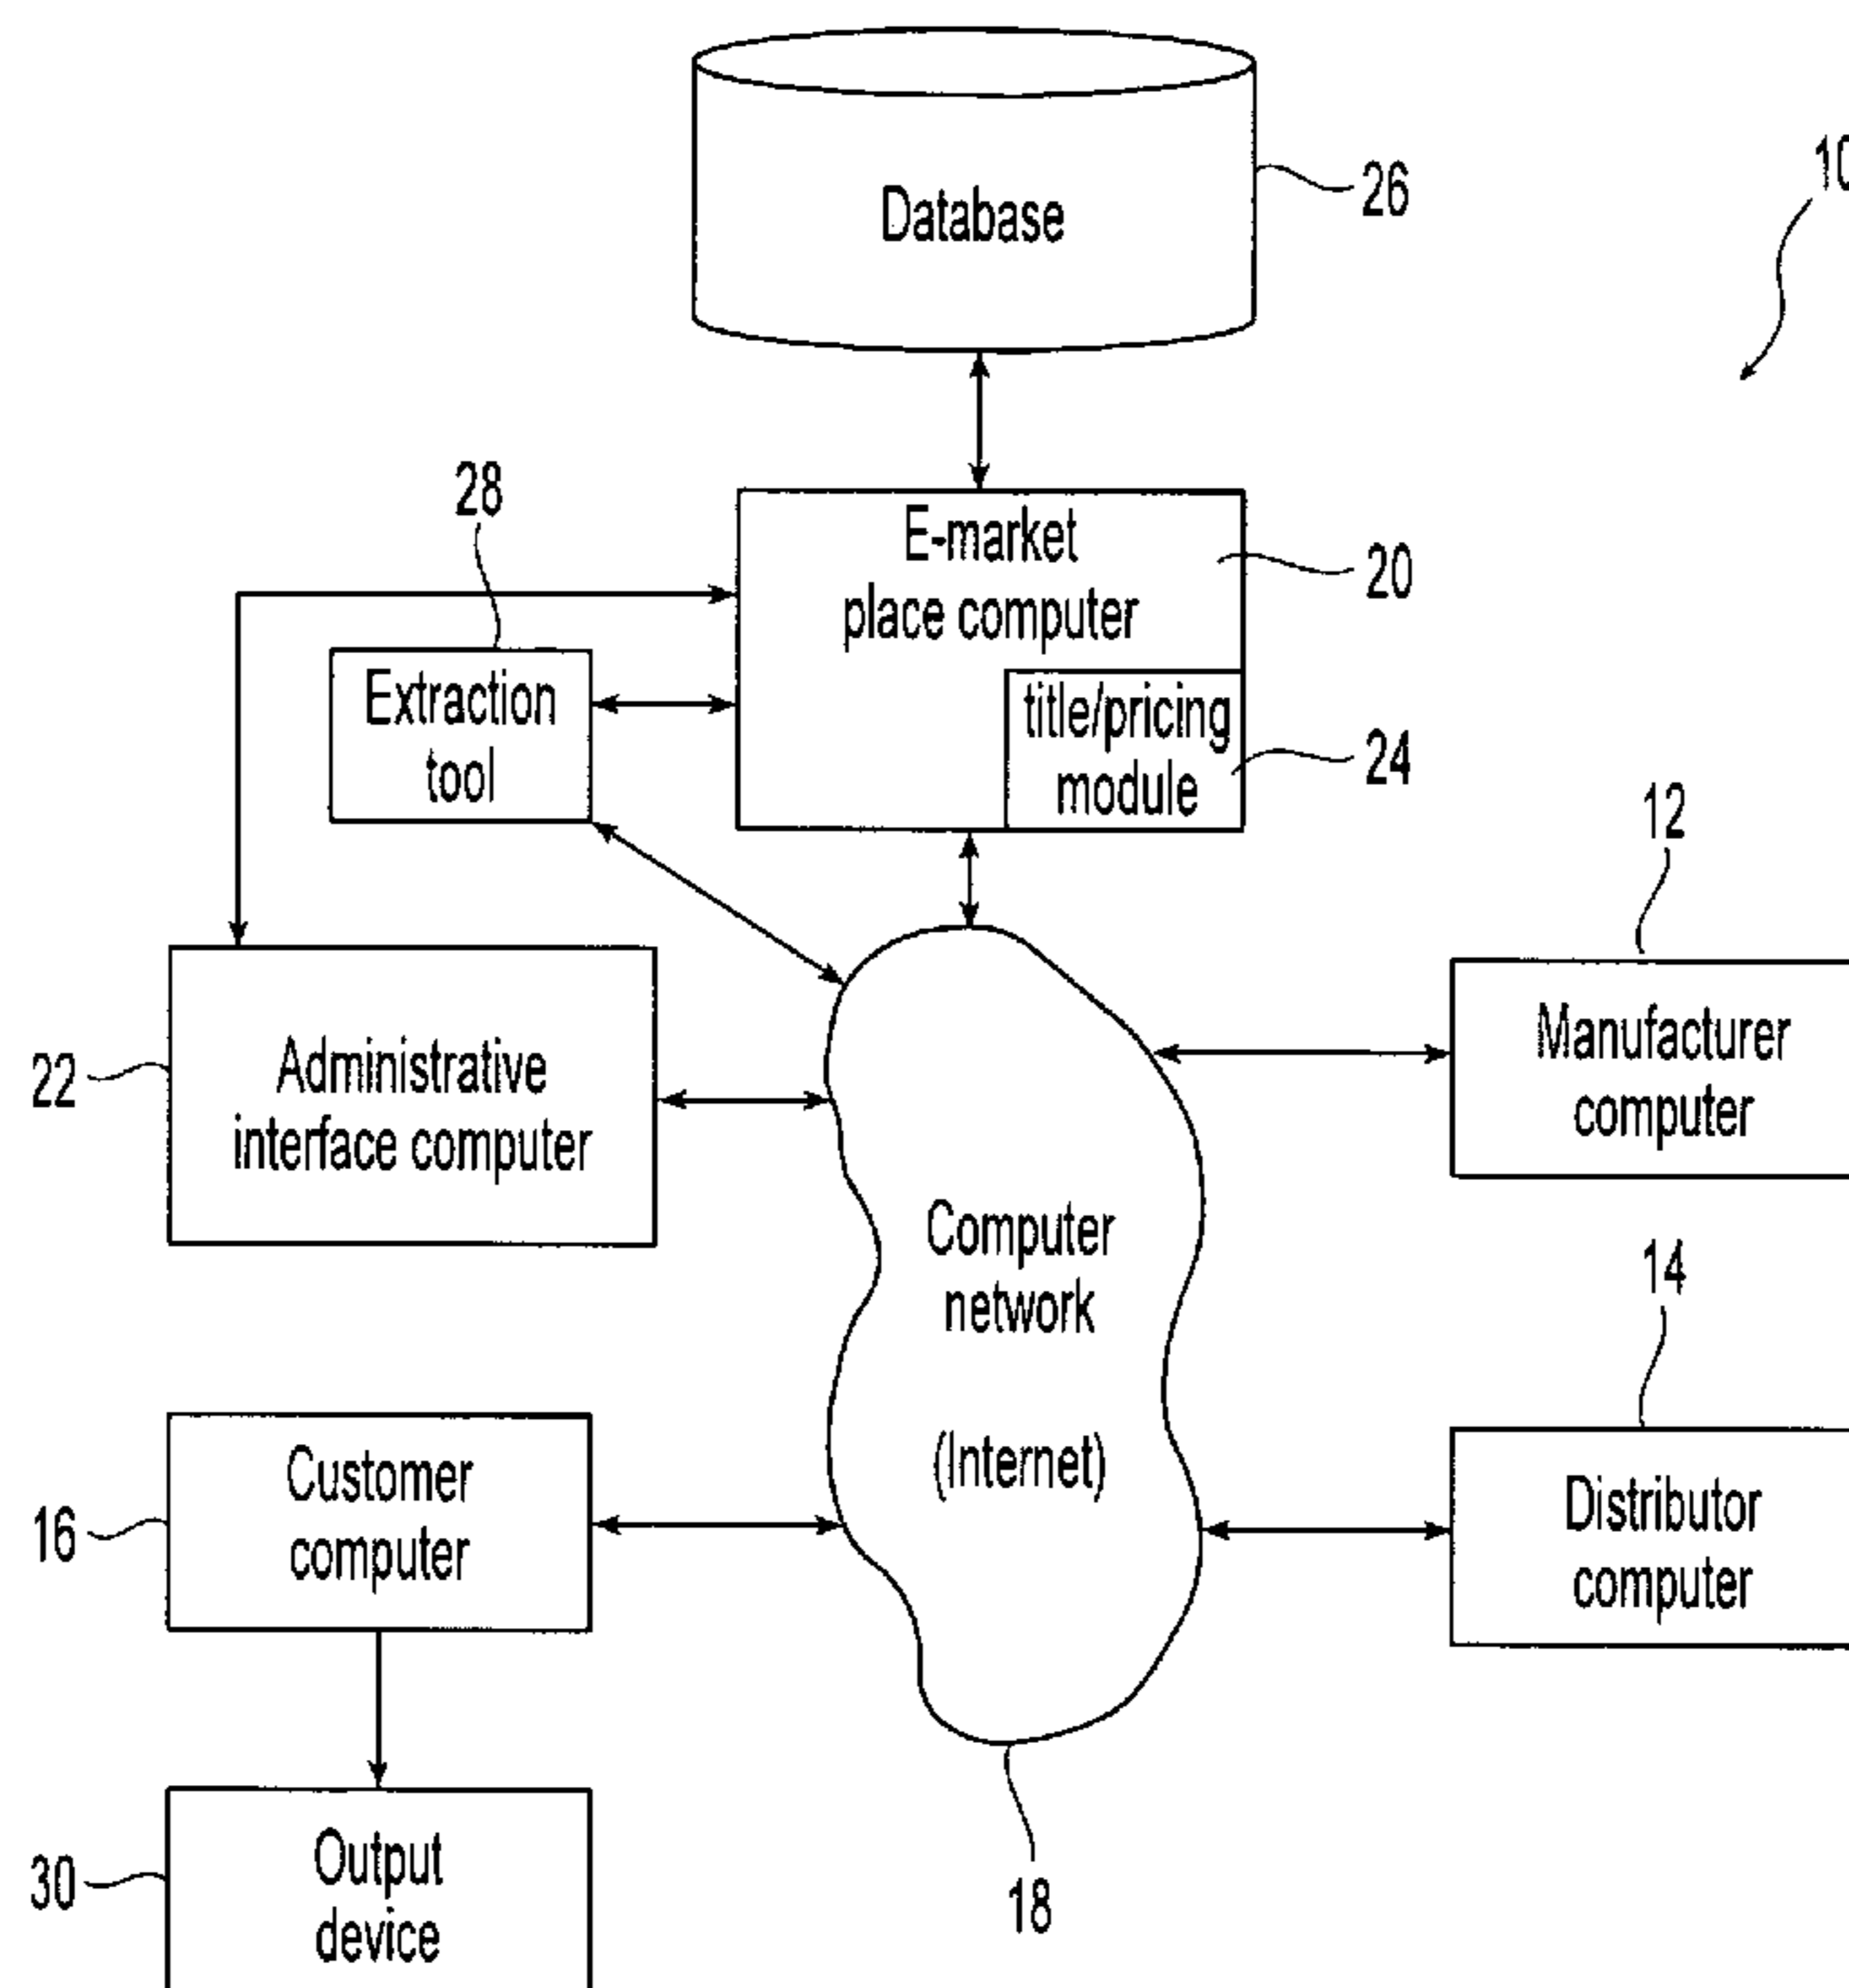 Database
26
10
28
E-market
place computer
20
Extraction
tool
title/pricing
module
24
12
Manufacturer
computer
22
Administrative
interface computer
Computer
network
(Internet)
14
Distributor
computer
16
Customer
computer
30
Output
device
18